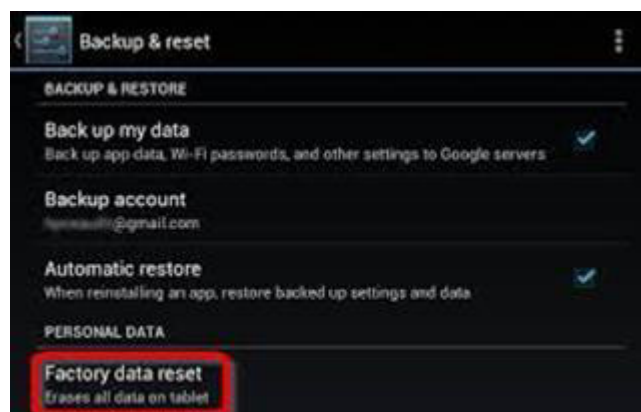 Backup & reset
BACKUP & RESTORE
Back up my data
Back up app data, Wi-Fi passwords, and other settings to Google servers
Backup account
@gmail.com
Automatic restore
When reinstalling an app, restore backed up settings and data
PERSONAL DATA
Factory data reset
Erases all data on tablet